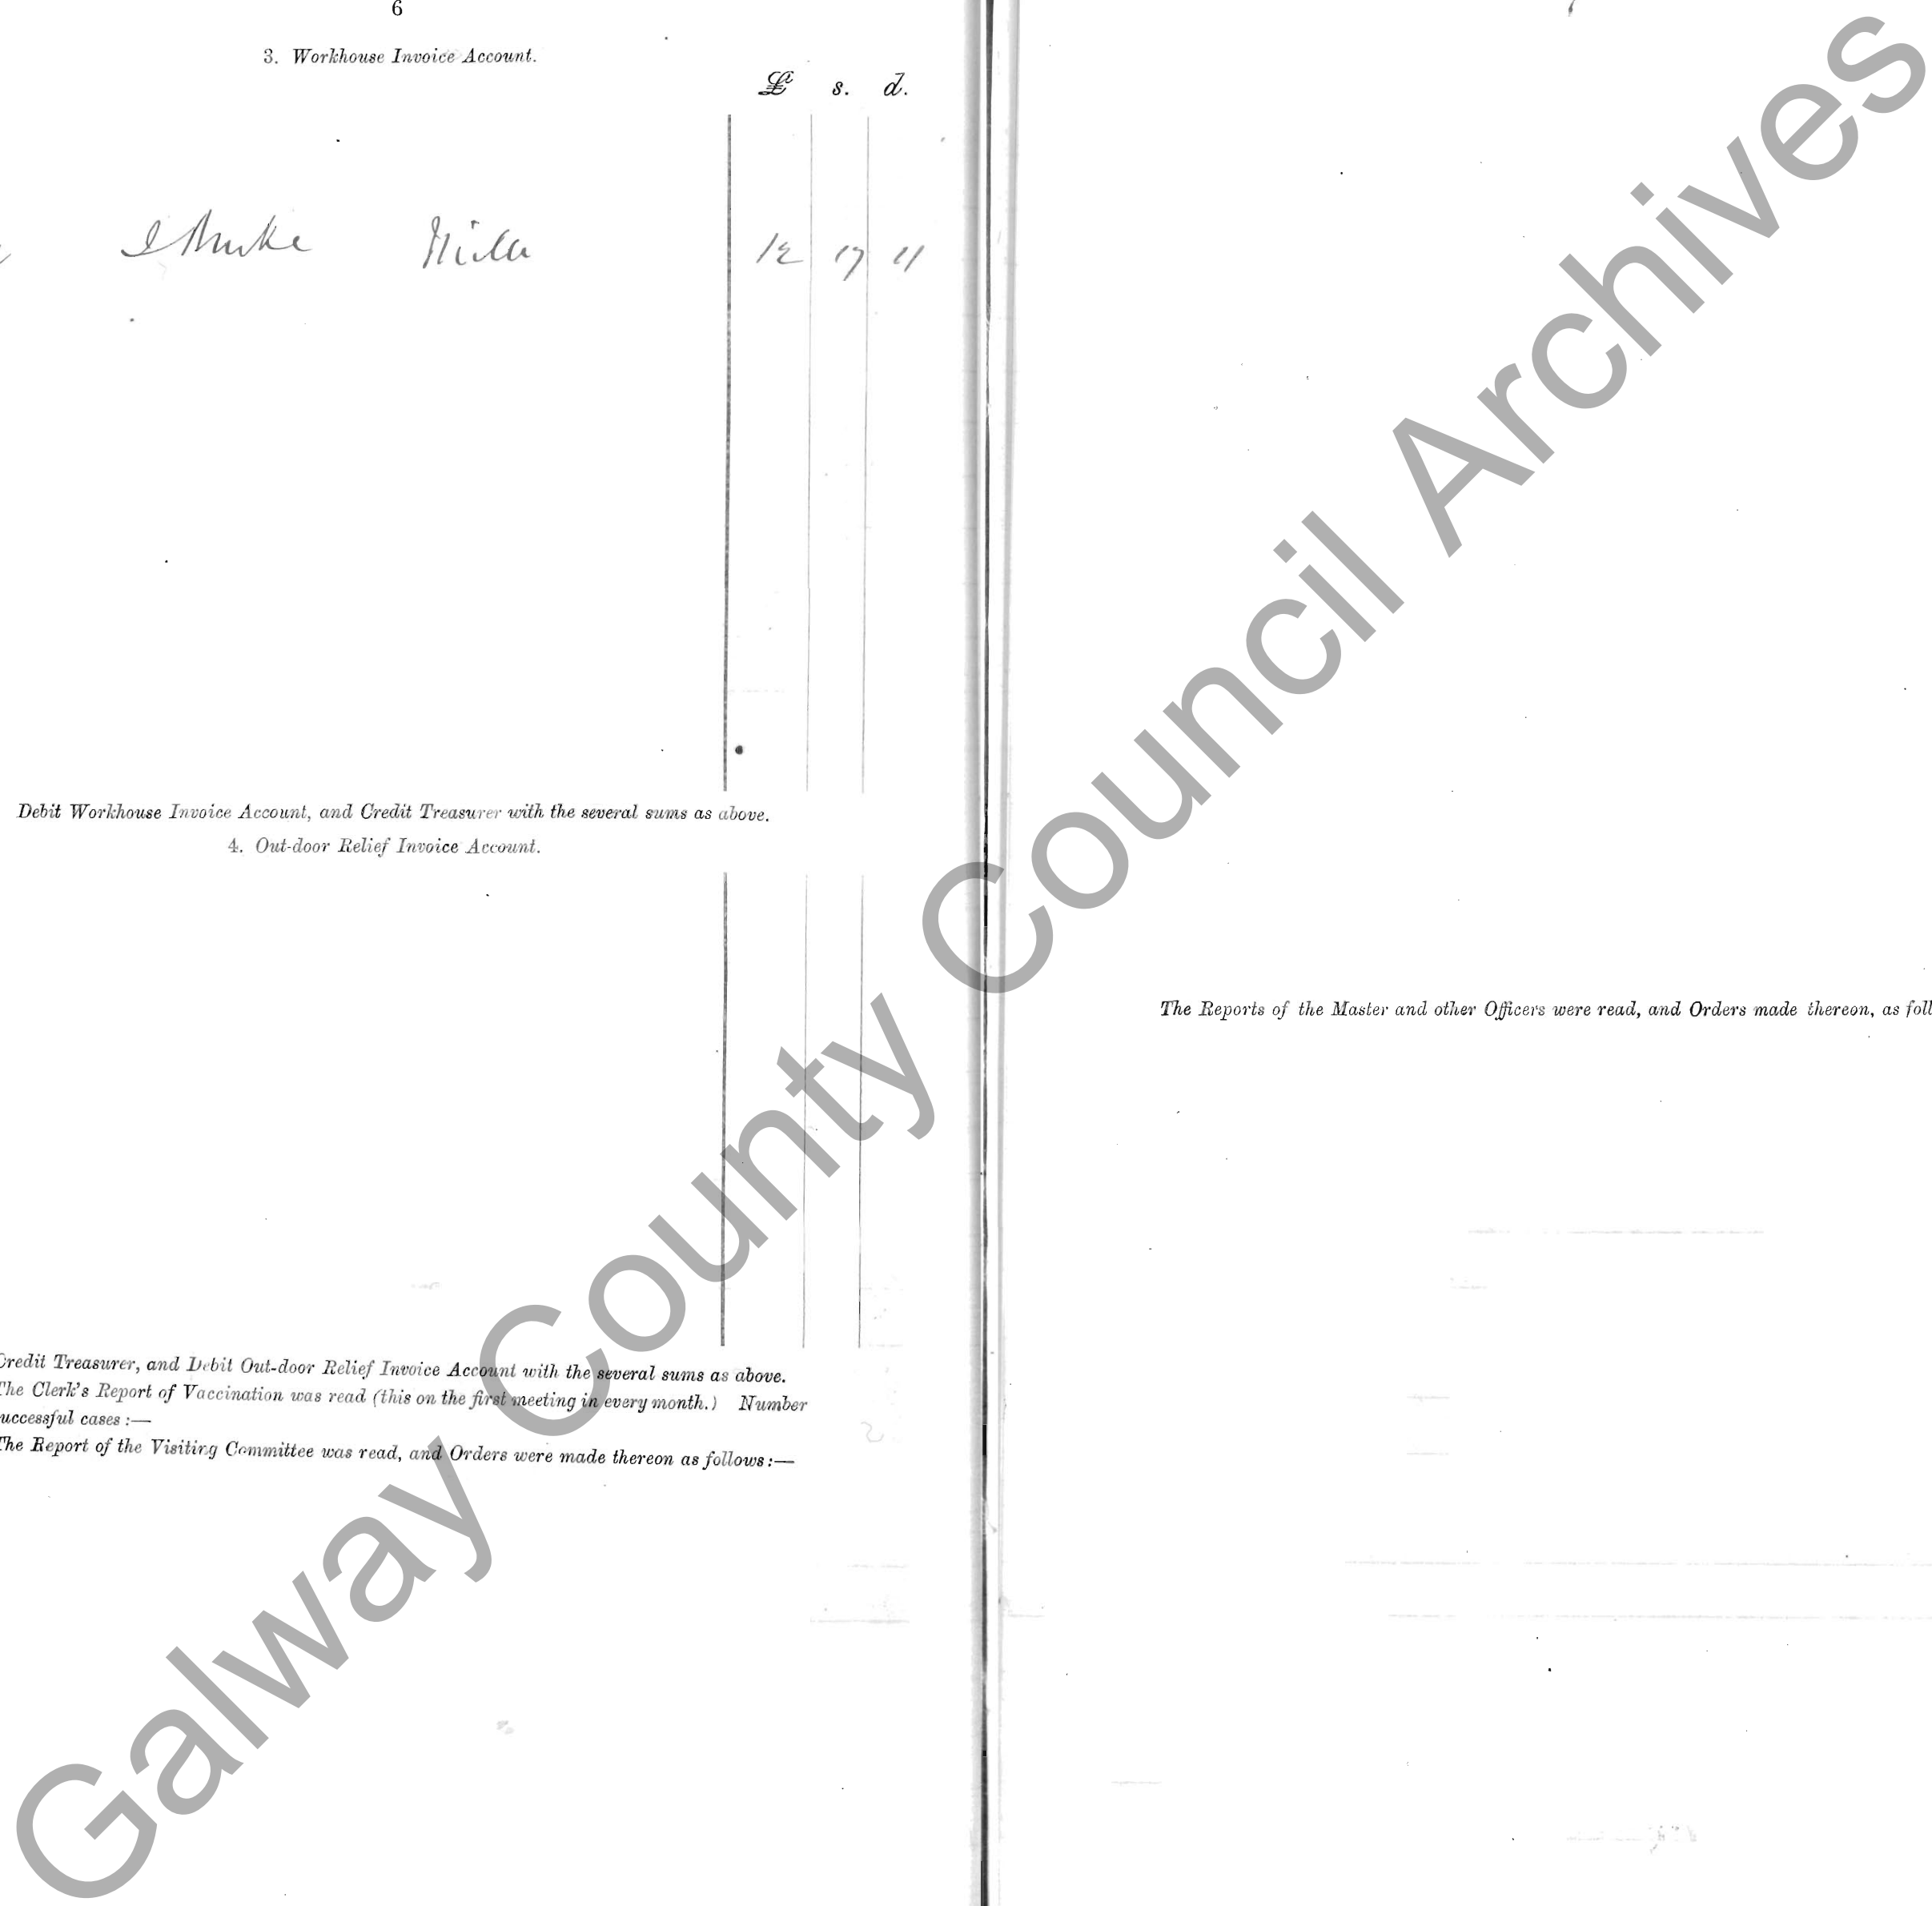 6
3. Workhouse Invoice Account.
£ s. d.
12 17 11
Debit Workhouse Invoice Account, and Credit Treasurer with the several sums as above.
4. Out-door Relief Invoice Account.
Credit Treasurer, and Debit Out-door Relief Invoice Account with the several sums as above.
The Clerk's Report of Vaccination was read (this on the first meeting in every month.) Number
uccessful cases :—
The Report of the Visiting Committee was read, and Orders were made thereon as follows:—
The Reports of the Master and other Officers were read, and Orders made thereon, as foll
Galway County Council Archives